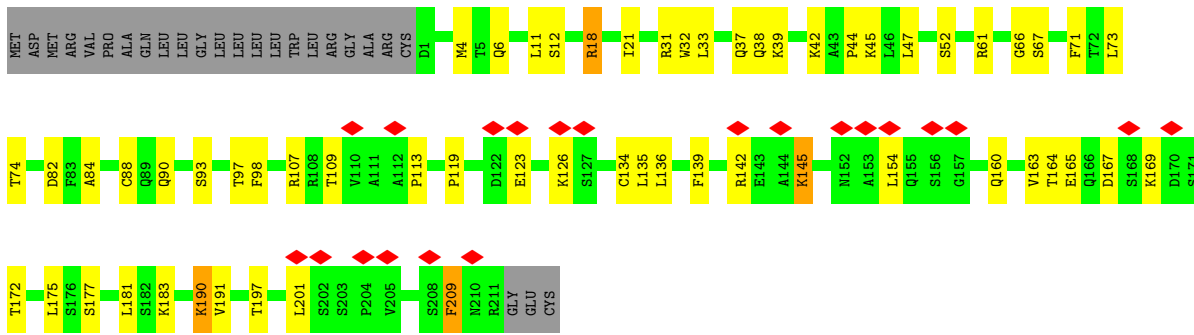 MET ASP MET ARG VAL PRO ALA GLN LEU LEU GLY LEU LEU LEU LEU TRP LEU ARG GLY ALA ARG CYS D1 M4 T5 Q6 L11 S12 R18 I21 R31 W32 L33 Q37 Q38 K39 K42 A43 P44 K45 L46 L47 S52 R61 G66 S67 F71 T72 L73
T74 D82 F83 A84 C88 Q89 Q90 S93 T97 F98 R107 R108 T109 V110 A111 A112 P113 P119 D122 E123 K126 S127 C134 L135 L136 F139 R142 E143 A144 K145 N152 A153 L154 Q155 S156 G157 Q160 V163 T164 E165 Q166 D167 S168 K169 D170 S171
T172 L175 S176 S177 L181 S182 K183 K190 V191 T197 L201 S202 S203 P204 V205 S208 F209 N210 R211 GLY GLU CYS